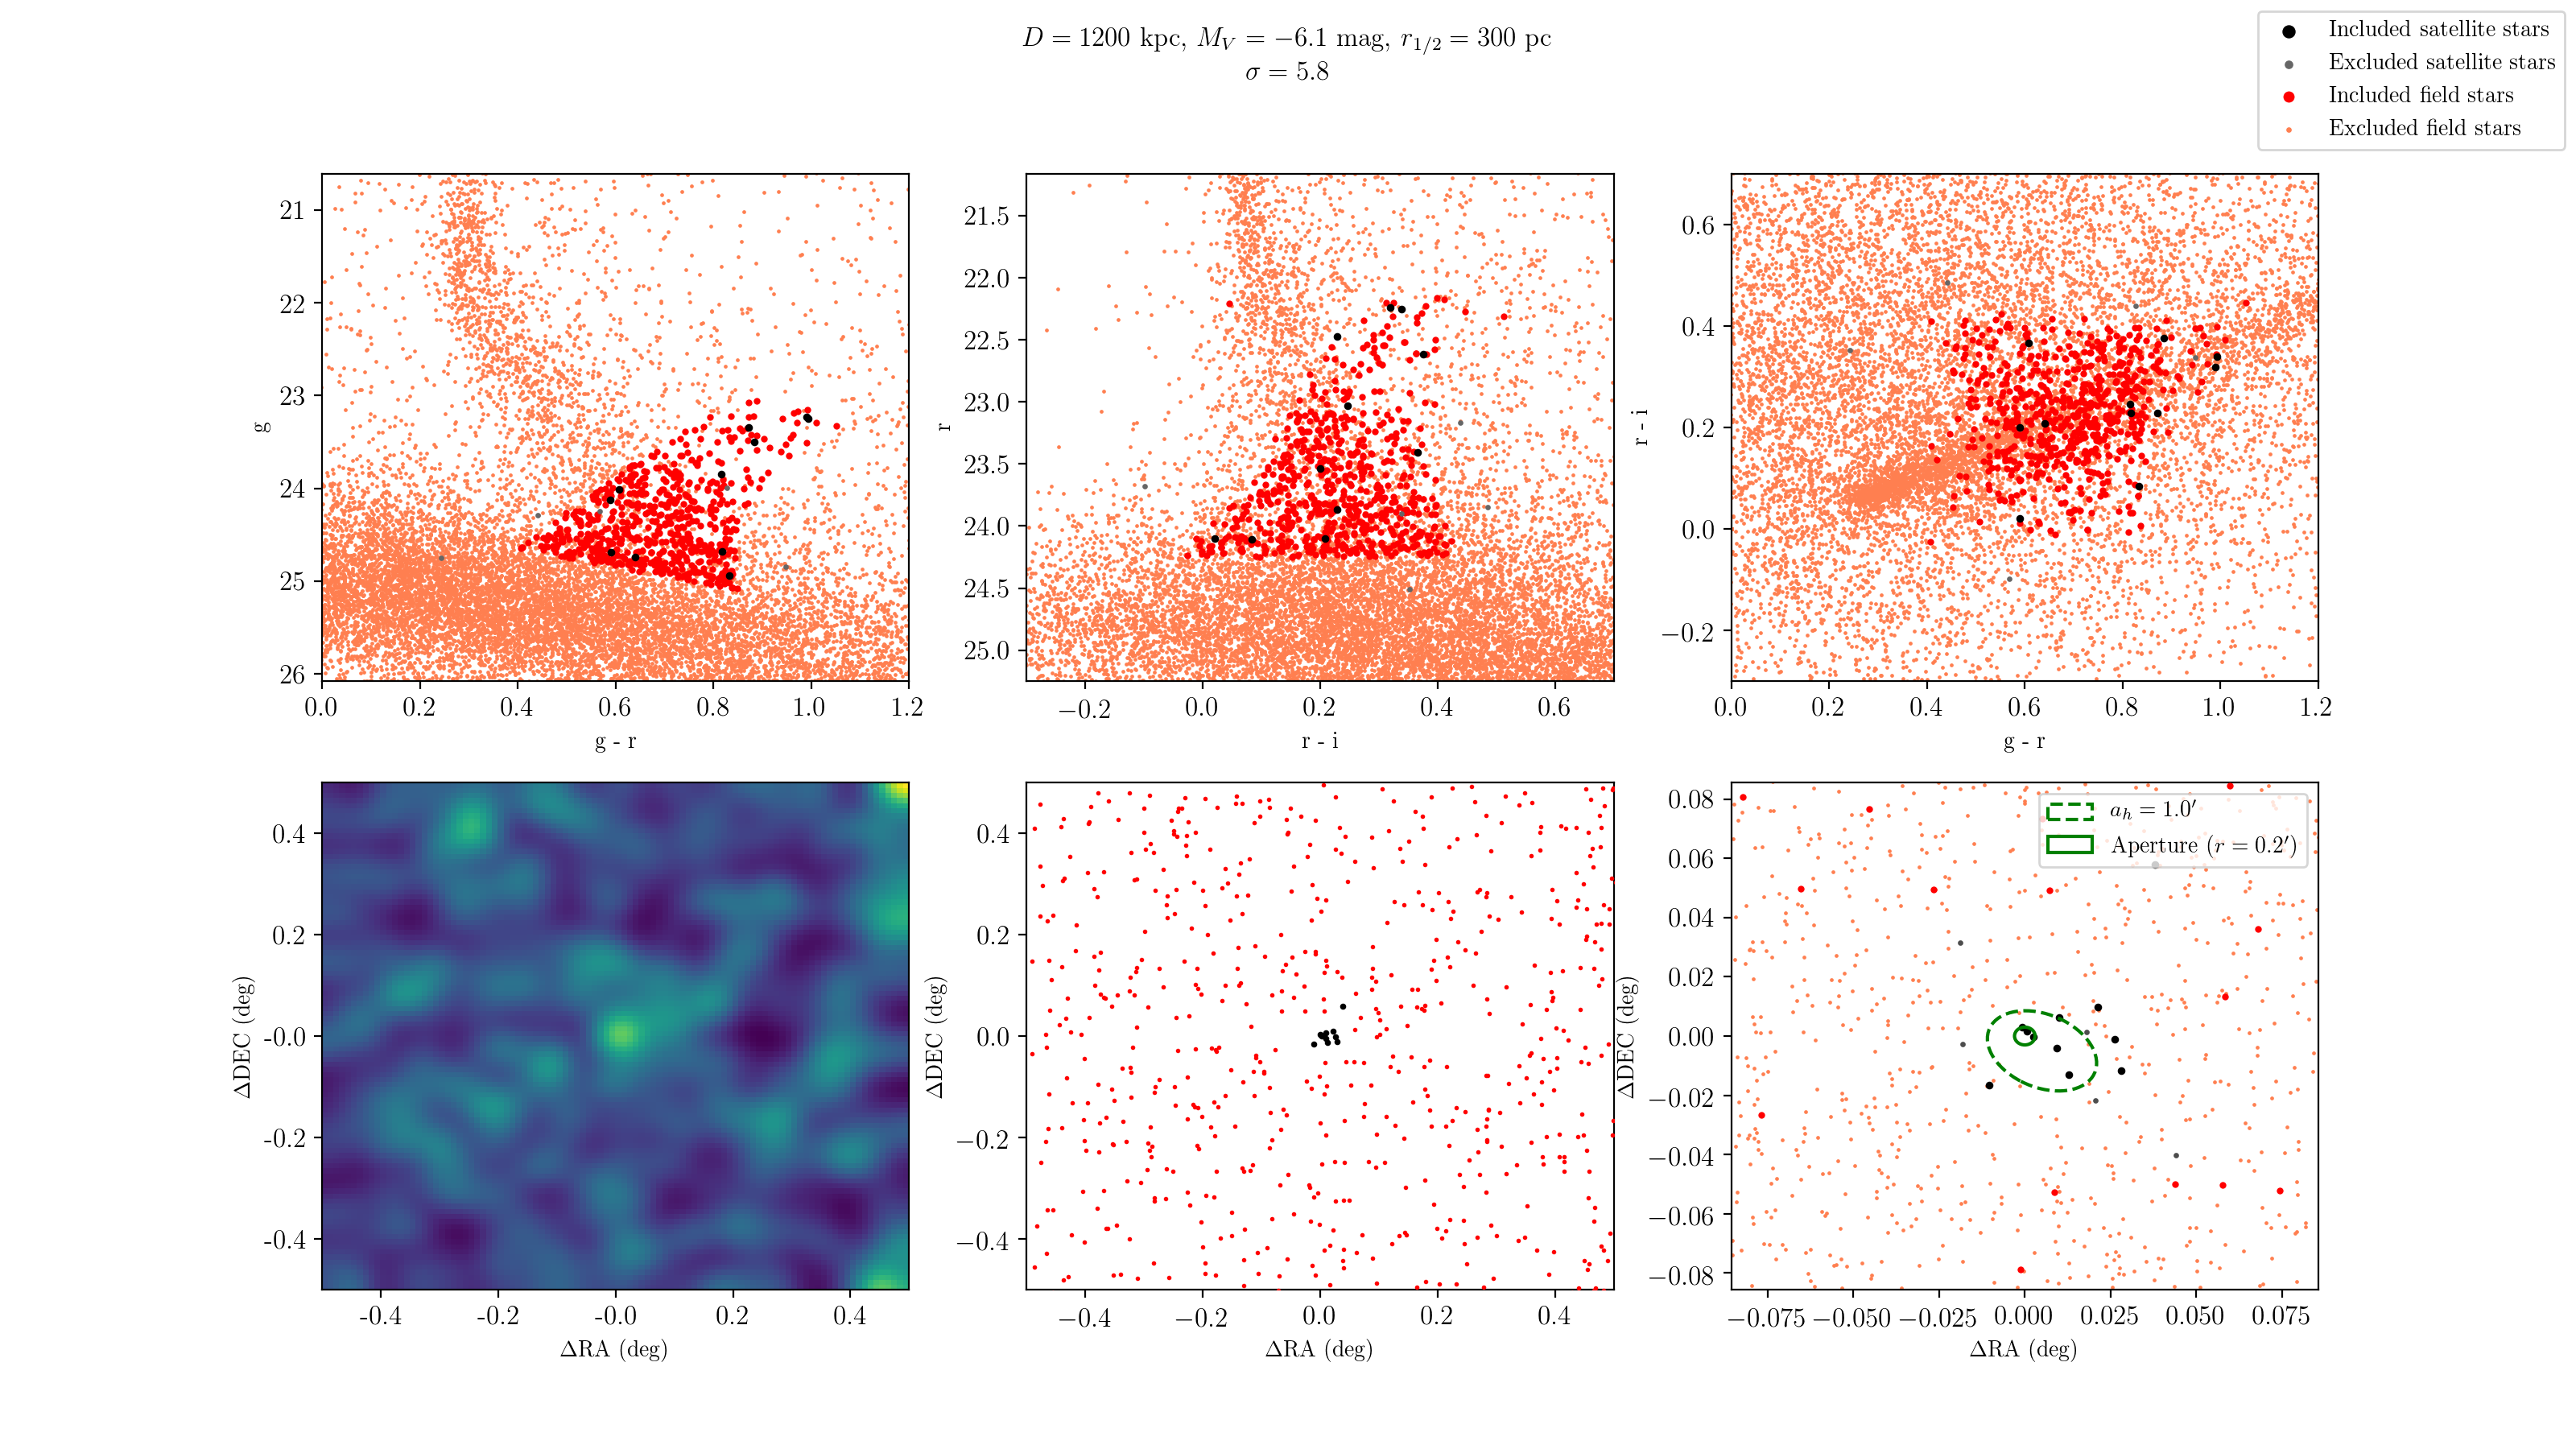 D = 1200 kpc, M_V = −6.1 mag, r_{1/2} = 300 pc
σ = 5.8
Included satellite stars
Excluded satellite stars
Included field stars
Excluded field stars
21
22
23
24
25
26
g
0.0 0.2 0.4 0.6 0.8 1.0 1.2
g - r
21.5
22.0
22.5
23.0
23.5
24.0
24.5
25.0
r
−0.2 0.0 0.2 0.4 0.6
r - i
0.6
0.4
0.2
0.0
−0.2
r - i
0.0 0.2 0.4 0.6 0.8 1.0 1.2
g - r
0.4
0.2
-0.0
-0.2
-0.4
ΔDEC (deg)
-0.4 -0.2 -0.0 0.2 0.4
ΔRA (deg)
0.4
0.2
0.0
−0.2
−0.4
ΔDEC (deg)
−0.4 −0.2 0.0 0.2 0.4
ΔRA (deg)
a_h = 1.0′
Aperture (r = 0.2′)
0.08
0.06
0.04
0.02
0.00
−0.02
−0.04
−0.06
−0.08
ΔDEC (deg)
−0.075 −0.050 −0.025 0.000 0.025 0.050 0.075
ΔRA (deg)